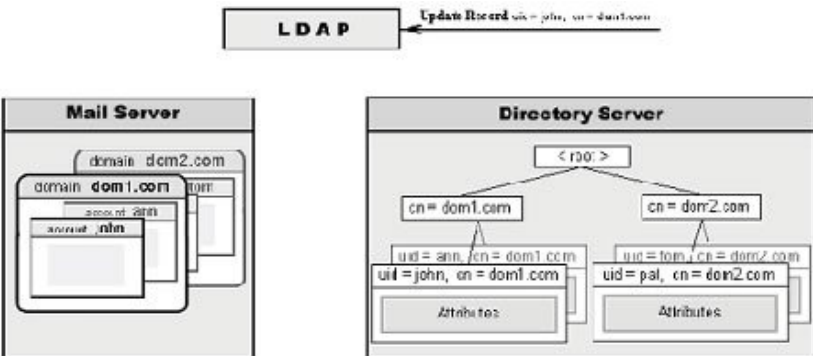 Update Record uid = john, cn = dom1.com
LDAP
Mail Server
domain dom2.com
domain dom1.com
account ann
account john
Directory Server
< root >
cn = dom1.com
cn = dom2.com
uid = ann, cn = dom1.com
uid = tom, cn = dom2.com
uid = john, cn = dom1.com
uid = pat, cn = dom2.com
Attributes
Attributes